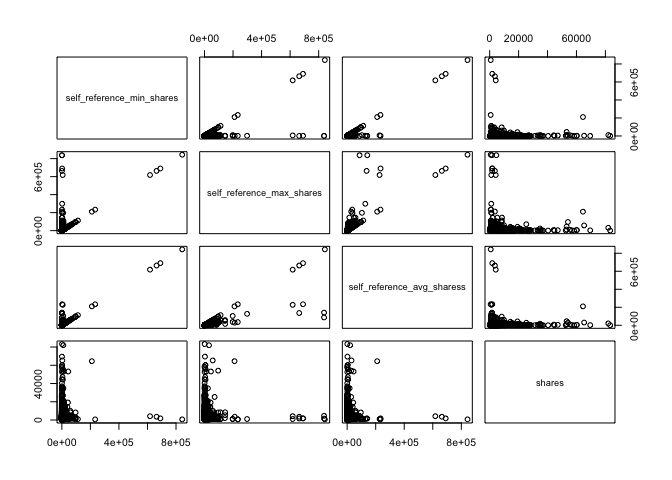 0e+00 4e+05 8e+05 0 20000 60000
self_reference_min_shares
0e+00 6e+05
0e+00 6e+05
self_reference_max_shares
self_reference_avg_sharess
0e+00 6e+05
0 40000
shares
0e+00 4e+05 8e+05 0e+00 4e+05 8e+05